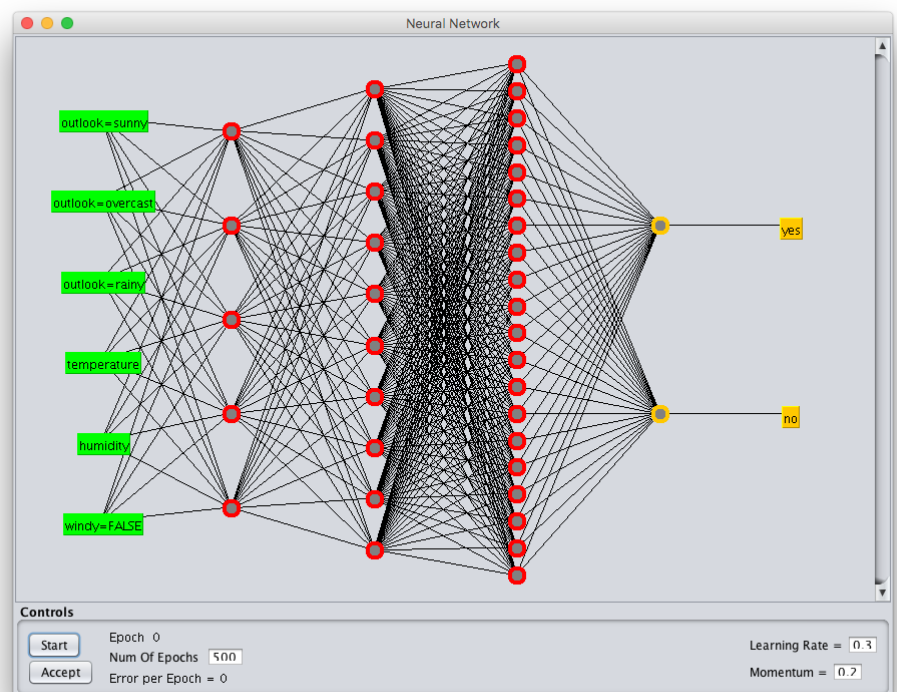 Neural Network
outlook=sunny
outlook=overcast
outlook=rainy
temperature
humidity
windy=FALSE
yes
no
Controls
Start
Accept
Epoch 0
Num Of Epochs 500
Error per Epoch = 0
Learning Rate = 0.3
Momentum = 0.2